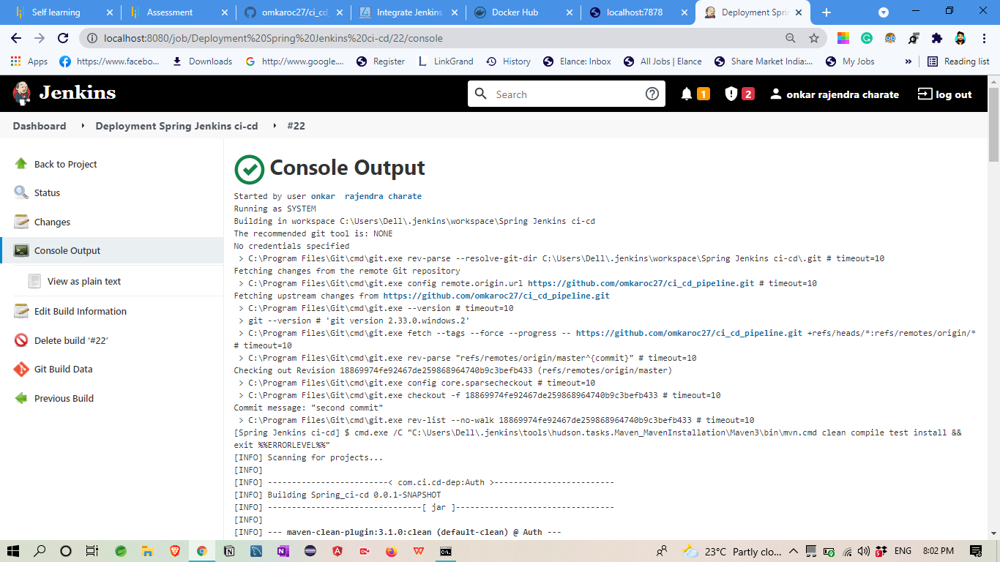 Self learning
Assessment
omkaroc27/ci_cd
Integrate Jenkins
Docker Hub
localhost:7878
Deployment Sprin
localhost:8080/job/Deployment%20Spring%20Jenkins%20ci-cd/22/console
Apps
https://www.facebo...
Downloads
http://www.google....
Register
LinkGrand
History
Elance: Inbox
All Jobs | Elance
Share Market India:...
My Jobs
»
Reading list
Jenkins
Search
1
2
onkar rajendra charate
log out
Dashboard
Deployment Spring Jenkins ci-cd
#22
Back to Project
Status
Changes
Console Output
View as plain text
Edit Build Information
Delete build ‘#22’
Git Build Data
Previous Build
Console Output
Started by user onkar  rajendra charate
Running as SYSTEM
Building in workspace C:\Users\Dell\.jenkins\workspace\Spring Jenkins ci-cd
The recommended git tool is: NONE
No credentials specified
> C:\Program Files\Git\cmd\git.exe rev-parse --resolve-git-dir C:\Users\Dell\.jenkins\workspace\Spring Jenkins ci-cd\.git # timeout=10
Fetching changes from the remote Git repository
> C:\Program Files\Git\cmd\git.exe config remote.origin.url https://github.com/omkaroc27/ci_cd_pipeline.git # timeout=10
Fetching upstream changes from https://github.com/omkaroc27/ci_cd_pipeline.git
> C:\Program Files\Git\cmd\git.exe --version # timeout=10
> git --version # 'git version 2.33.0.windows.2'
> C:\Program Files\Git\cmd\git.exe fetch --tags --force --progress -- https://github.com/omkaroc27/ci_cd_pipeline.git +refs/heads/*:refs/remotes/origin/*
# timeout=10
> C:\Program Files\Git\cmd\git.exe rev-parse "refs/remotes/origin/master^{commit}" # timeout=10
Checking out Revision 18869974fe92467de259868964740b9c3befb433 (refs/remotes/origin/master)
> C:\Program Files\Git\cmd\git.exe config core.sparsecheckout # timeout=10
> C:\Program Files\Git\cmd\git.exe checkout -f 18869974fe92467de259868964740b9c3befb433 # timeout=10
Commit message: "second commit"
> C:\Program Files\Git\cmd\git.exe rev-list --no-walk 18869974fe92467de259868964740b9c3befb433 # timeout=10
[Spring Jenkins ci-cd] $ cmd.exe /C "C:\Users\Dell\.jenkins\tools\hudson.tasks.Maven_MavenInstallation\Maven3\bin\mvn.cmd clean compile test install &&
exit %%ERRORLEVEL%%"
[INFO] Scanning for projects...
[INFO]
[INFO] -------------------------< com.ci.cd-dep:Auth >-------------------------
[INFO] Building Spring_ci-cd 0.0.1-SNAPSHOT
[INFO] --------------------------------[ jar ]---------------------------------
[INFO]
[INFO] --- maven-clean-plugin:3.1.0:clean (default-clean) @ Auth ---
23°C Partly clo...
ENG
8:02 PM